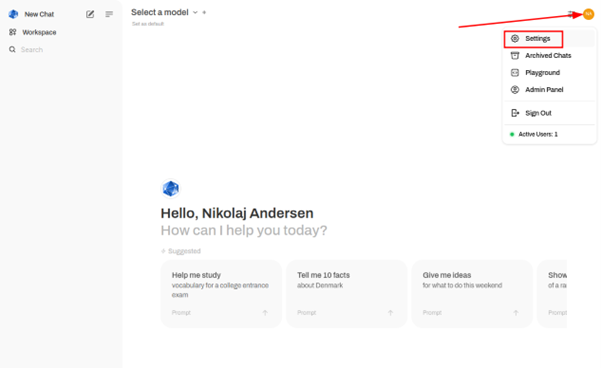 New Chat
Workspace
Search
Select a model
Set as default
Settings
Archived Chats
Playground
Admin Panel
Sign Out
Active Users: 1
Hello, Nikolaj Andersen
How can I help you today?
Suggested
Help me study
vocabulary for a college entrance
exam
Prompt
Tell me 10 facts
about Denmark
Prompt
Give me ideas
for what to do this weekend
Prompt
Show
of a ra
Prom